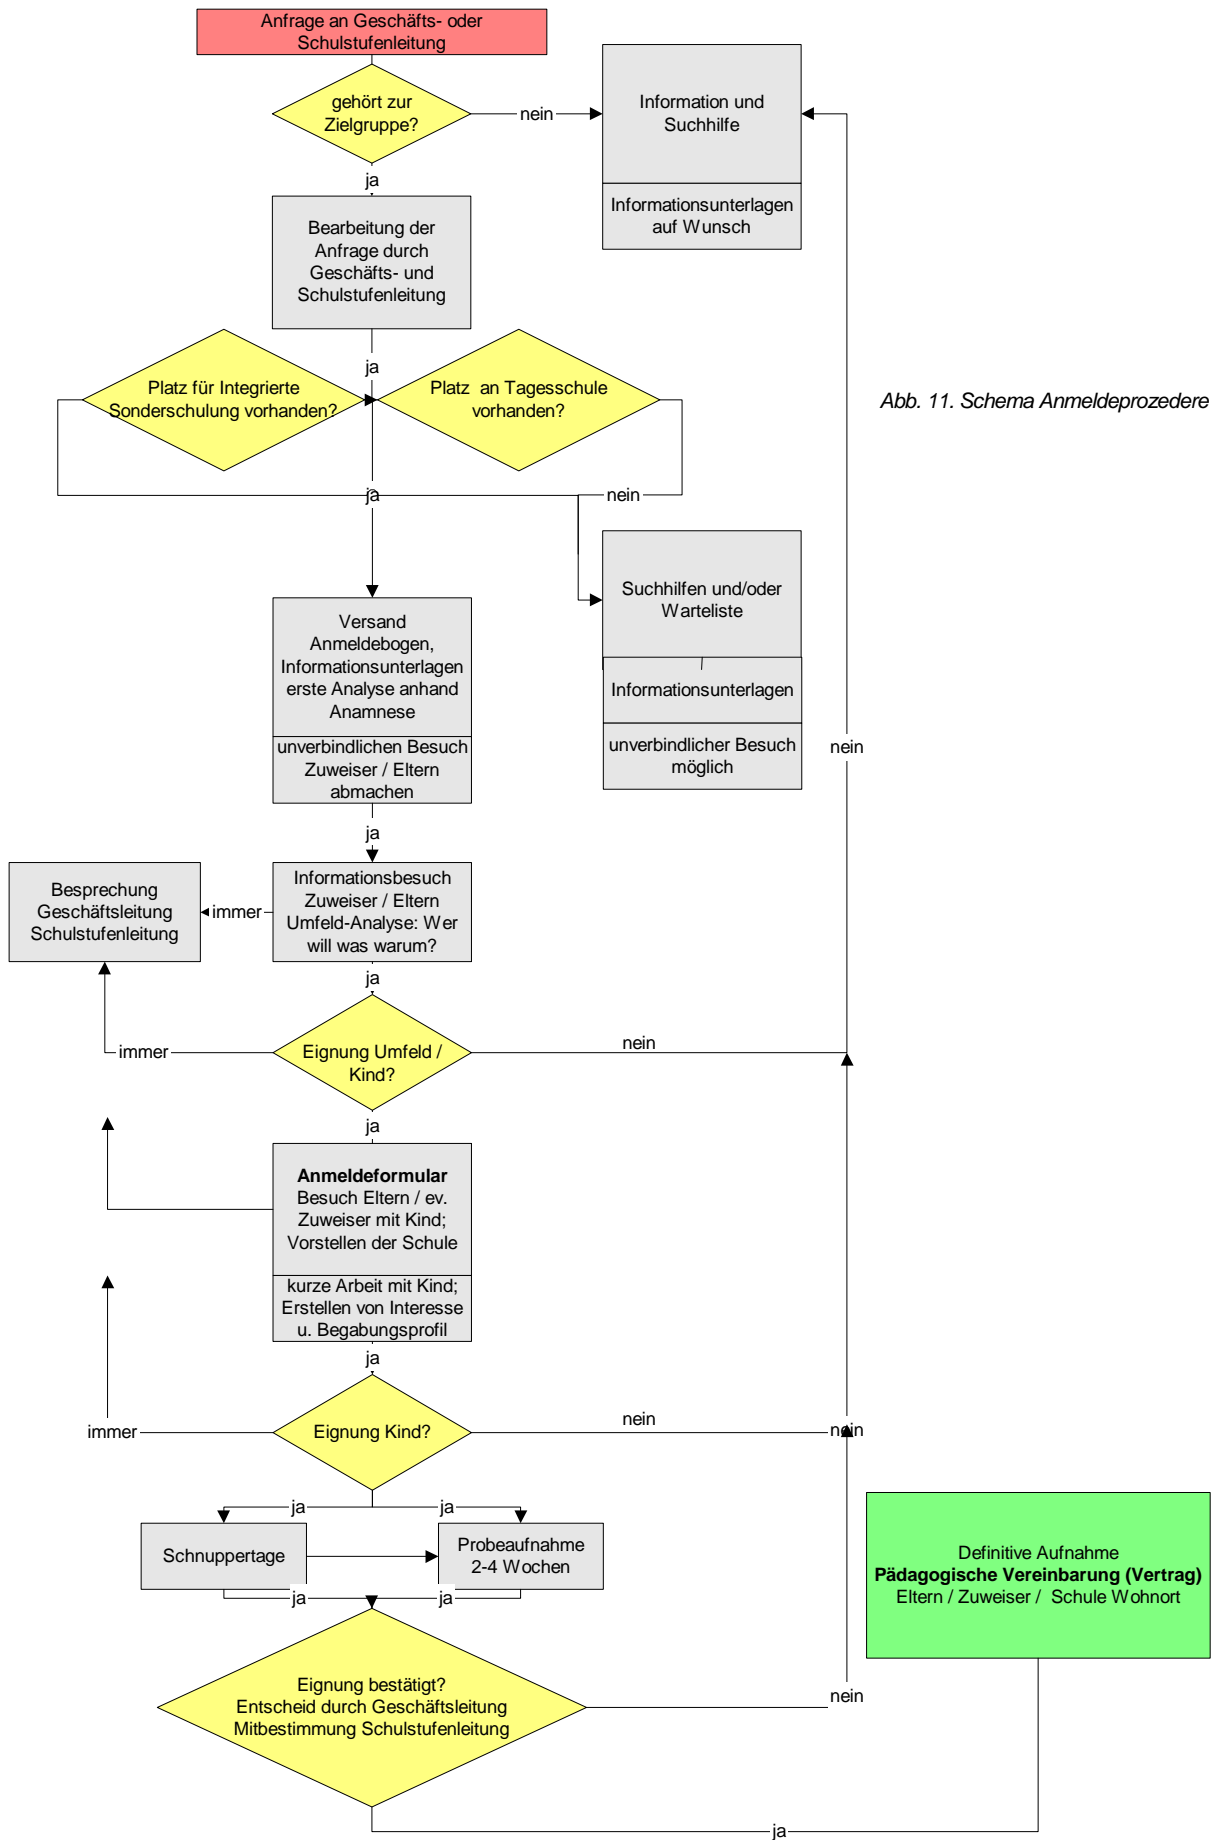 Anfrage an Geschäfts- oder
Schulstufenleitung
gehört zur
Zielgruppe?
nein
Information und
Suchhilfe
Informationsunterlagen
auf Wunsch
ja
Bearbeitung der
Anfrage durch
Geschäfts- und
Schulstufenleitung
ja
Platz für Integrierte
Sonderschulung vorhanden?
Platz an Tagesschule
vorhanden?
Abb. 11. Schema Anmeldeprozedere
ja
nein
Suchhilfen und/oder
Warteliste
Informationsunterlagen
unverbindlicher Besuch
möglich
nein
Versand
Anmeldebogen,
Informationsunterlagen
erste Analyse anhand
Anamnese
unverbindlichen Besuch
Zuweiser / Eltern
abmachen
ja
Besprechung
Geschäftsleitung
Schulstufenleitung
immer
Informationsbesuch
Zuweiser / Eltern
Umfeld-Analyse: Wer
will was warum?
ja
immer
Eignung Umfeld /
Kind?
nein
ja
Anmeldeformular
Besuch Eltern / ev.
Zuweiser mit Kind;
Vorstellen der Schule
kurze Arbeit mit Kind;
Erstellen von Interesse
u. Begabungsprofil
ja
immer
Eignung Kind?
nein
nein
ja
ja
Schnuppertage
Probeaufnahme
2-4 Wochen
ja
ja
Definitive Aufnahme
Pädagogische Vereinbarung (Vertrag)
Eltern / Zuweiser / Schule Wohnort
Eignung bestätigt?
Entscheid durch Geschäftsleitung
Mitbestimmung Schulstufenleitung
nein
ja